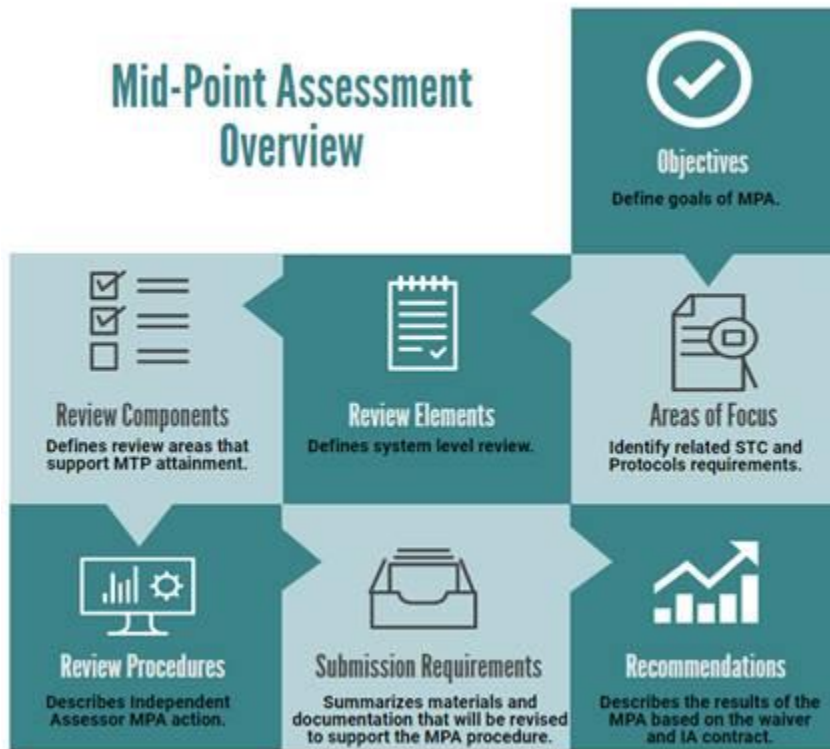 Mid-Point Assessment
Overview
Objectives
Define goals of MPA.
Areas of Focus
Identify related STC and
Protocols requirements.
Review Elements
Defines system level review.
Review Components
Defines review areas that
support MTP attainment.
Review Procedures
Describes Independent
Assessor MPA action.
Submission Requirements
Summarizes materials and
documentation that will be revised
to support the MPA procedure.
Recommendations
Describes the results of the
MPA based on the waiver
and IA contract.